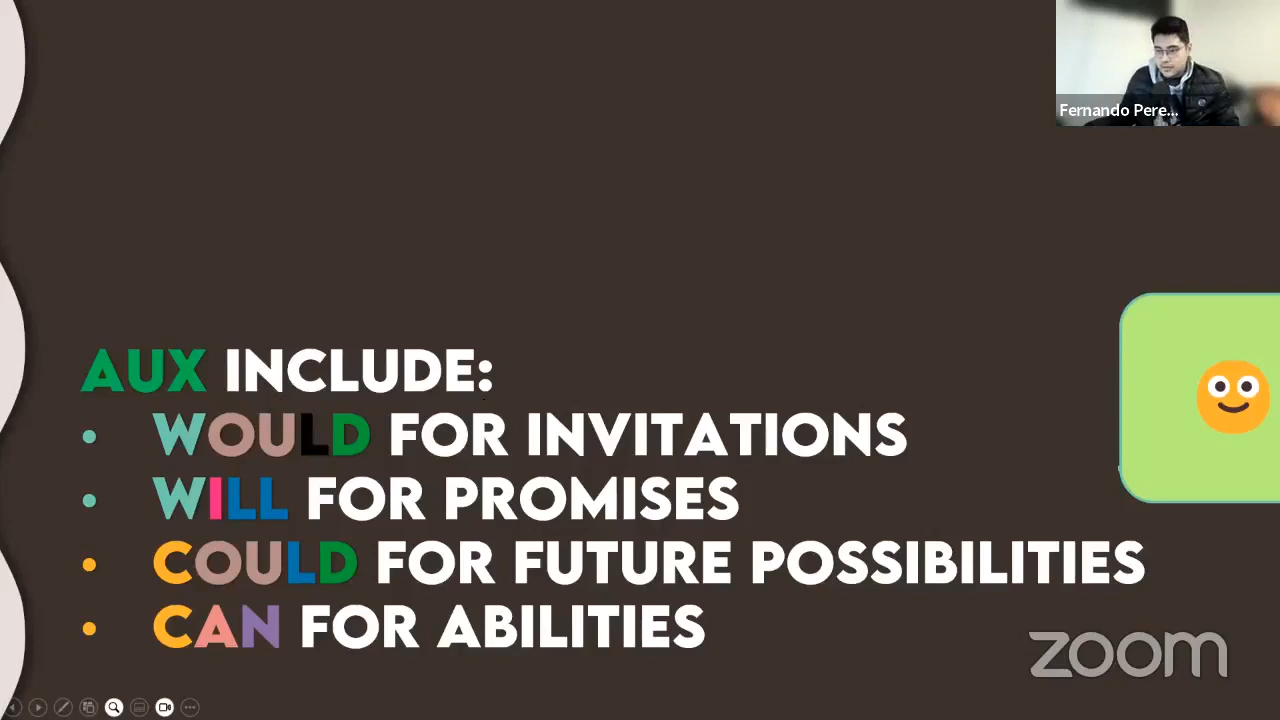 Fernando Pere...
AUX INCLUDE:
• WOULD FOR INVITATIONS
• WILL FOR PROMISES
• COULD FOR FUTURE POSSIBILITIES
• CAN FOR ABILITIES
zoom